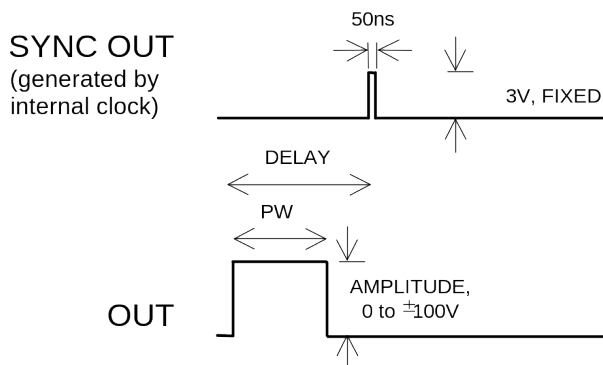 50ns
SYNC OUT
(generated by
internal clock)
3V, FIXED
DELAY
PW
AMPLITUDE,
0 to ±100V
OUT